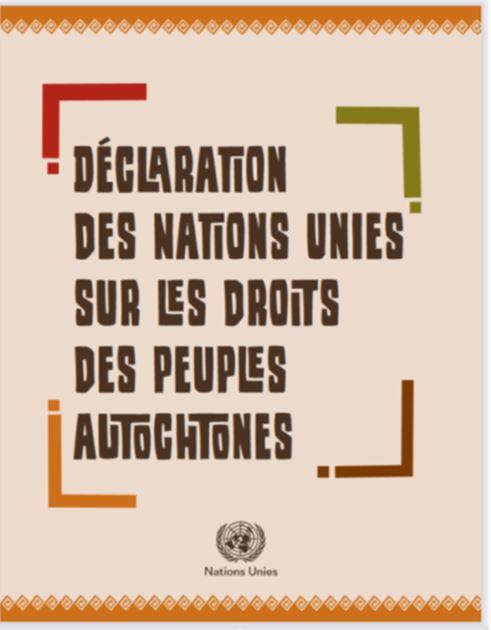 DÉCLARATION
DES NATIONS UNIES
SUR LES DROITS
DES PEUPLES
AUTOCHTONES
Nations Unies